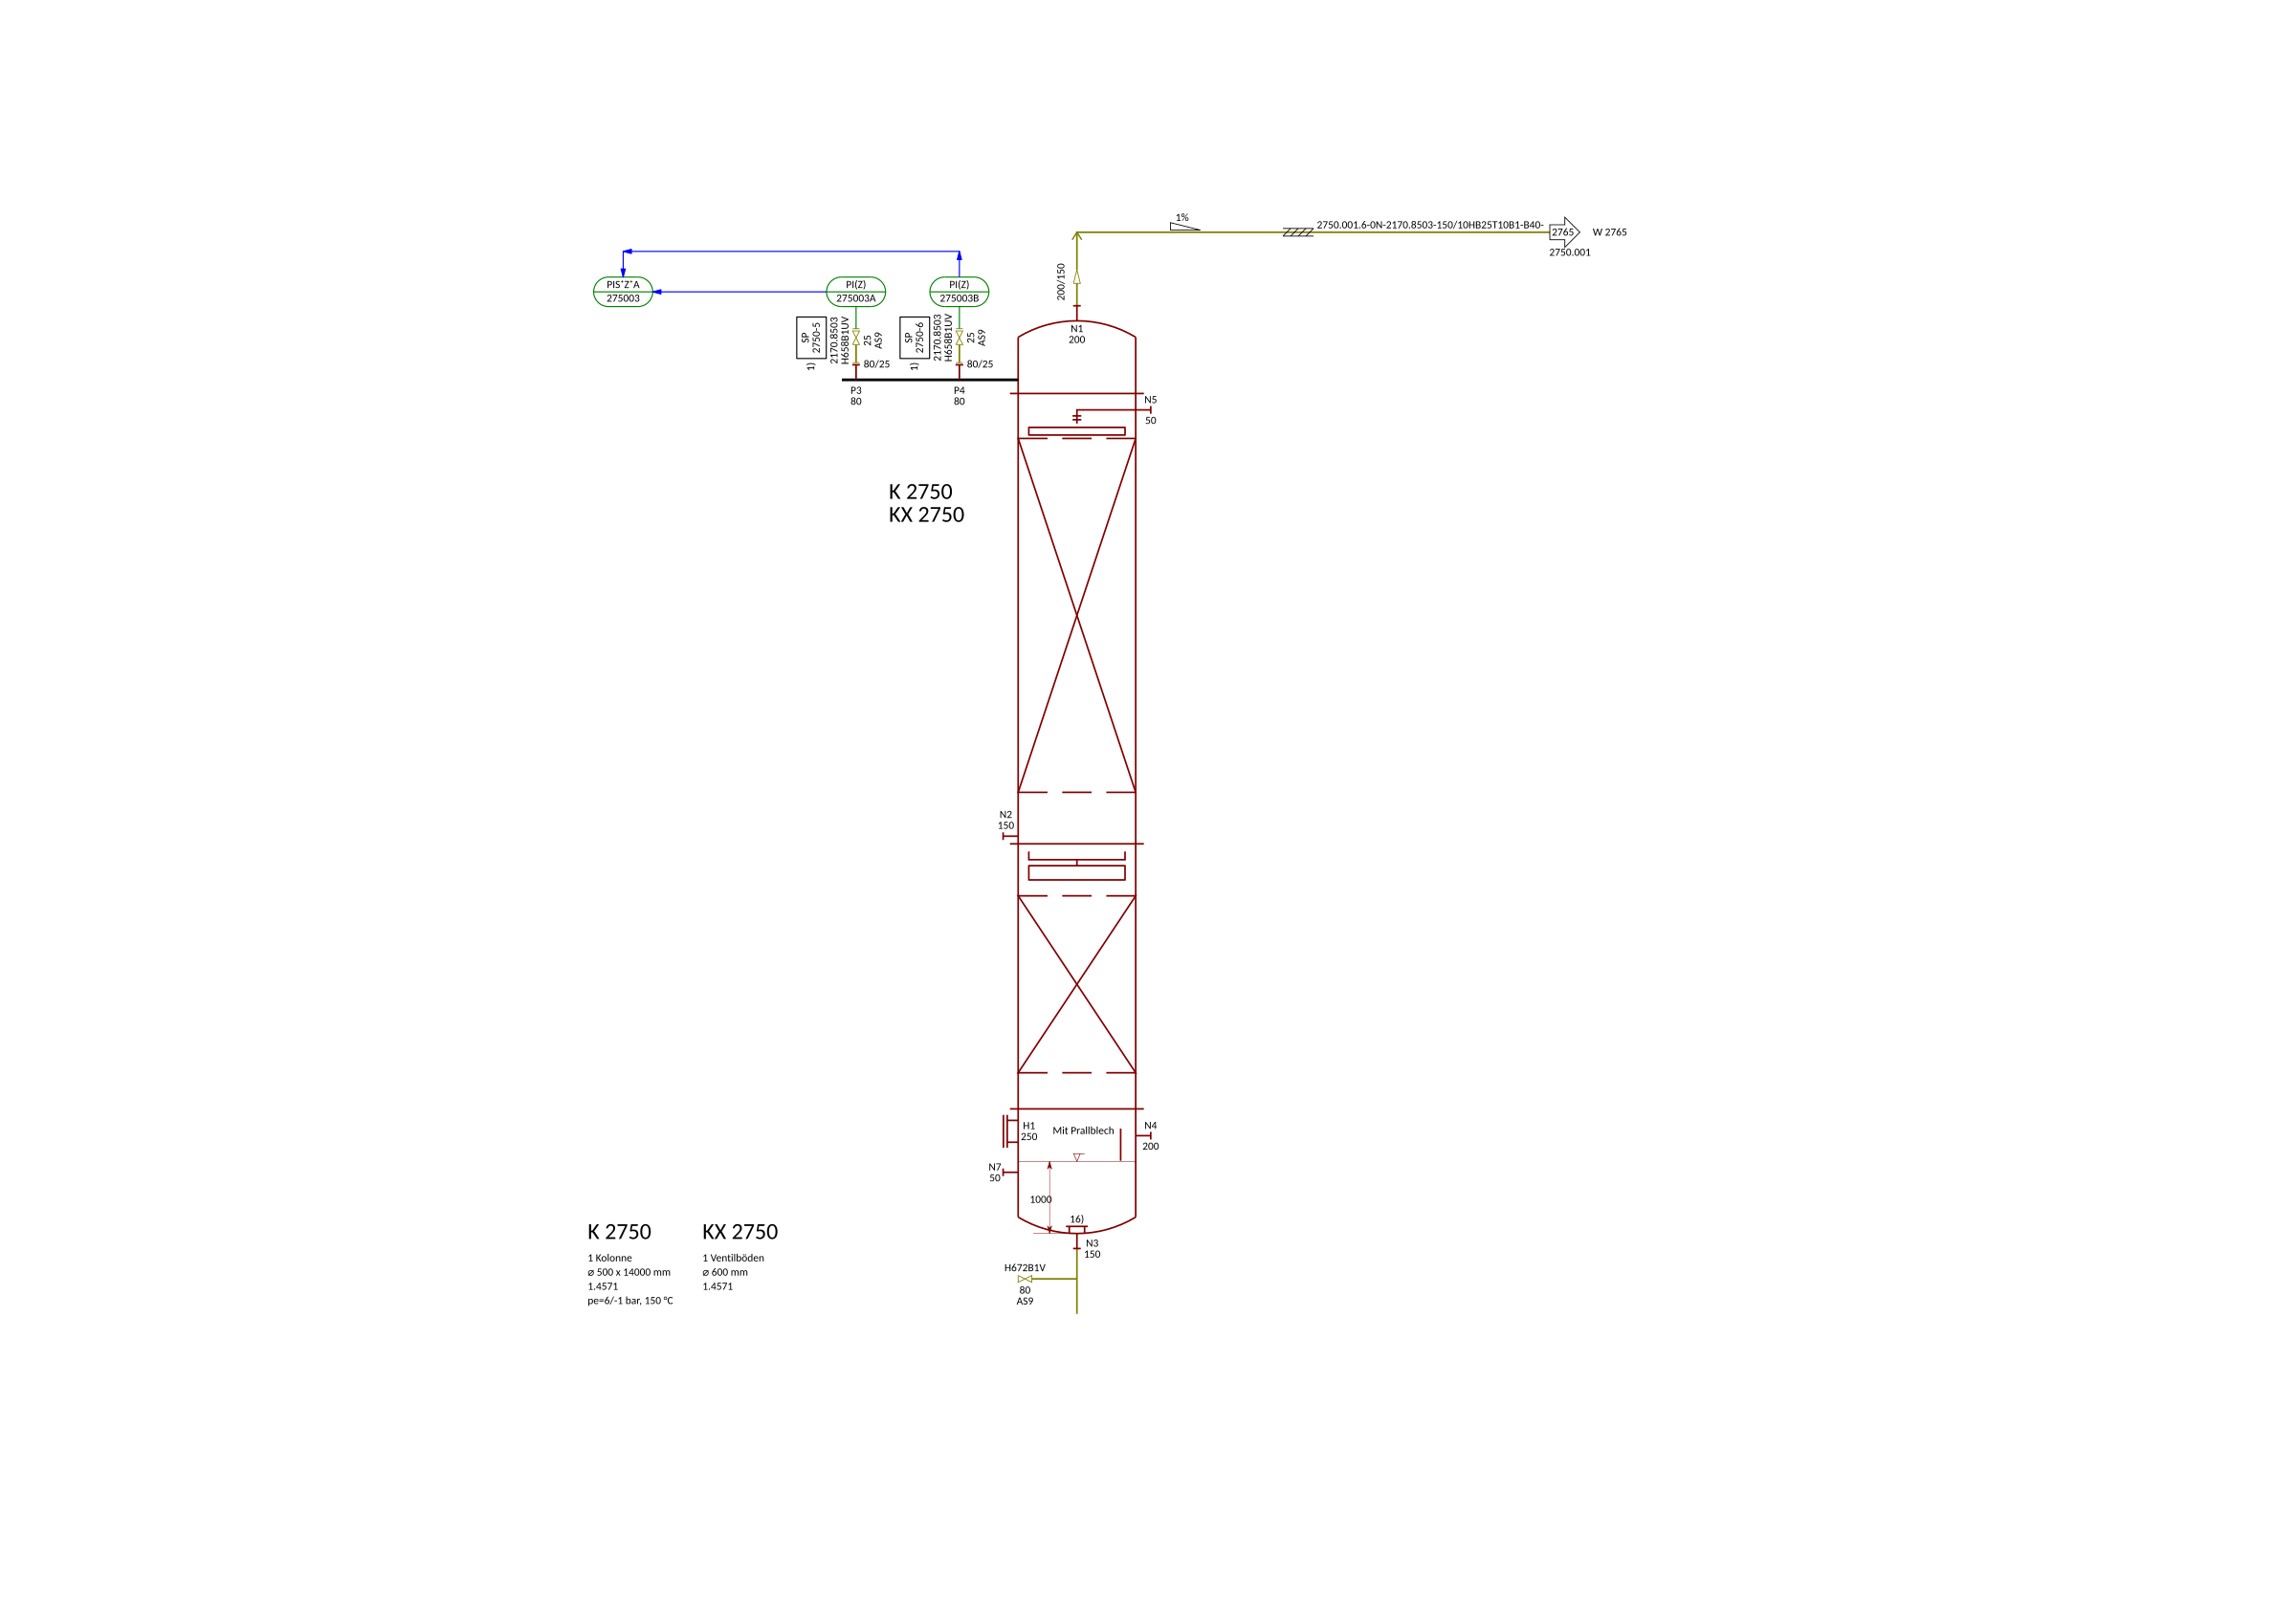 1%
2750.001.6-0N-2170.8503-150/10HB25T10B1-B40-
2765
W 2765
2750.001
200/150
PIS+Z+A
275003
PI(Z)
275003A
PI(Z)
275003B
SP
2750-5
1)
2170.8503
H658B1UV
25
AS9
80/25
SP
2750-6
1)
2170.8503
H658B1UV
25
AS9
80/25
P3
80
P4
80
N1
200
N5
50
K 2750
KX 2750
N2
150
H1
250
Mit Prallblech
N4
200
N7
50
1000
16)
N3
150
H672B1V
80
AS9
K 2750
1 Kolonne
⌀ 500 x 14000 mm
1.4571
pe=6/-1 bar, 150 °C
KX 2750
1 Ventilböden
⌀ 600 mm
1.4571